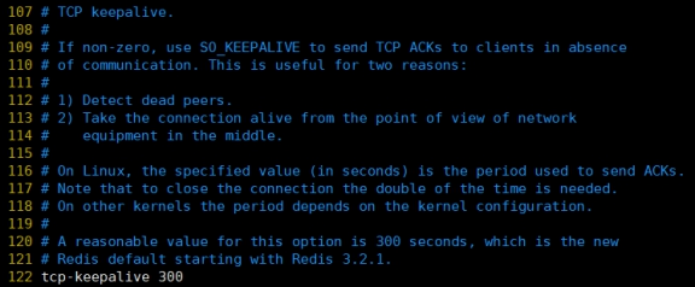 107 # TCP keepalive.
108 #
109 # If non-zero, use SO_KEEPALIVE to send TCP ACKs to clients in absence
110 # of communication. This is useful for two reasons:
111 #
112 # 1) Detect dead peers.
113 # 2) Take the connection alive from the point of view of network
114 #    equipment in the middle.
115 #
116 # On Linux, the specified value (in seconds) is the period used to send ACKs.
117 # Note that to close the connection the double of the time is needed.
118 # On other kernels the period depends on the kernel configuration.
119 #
120 # A reasonable value for this option is 300 seconds, which is the new
121 # Redis default starting with Redis 3.2.1.
122 tcp-keepalive 300